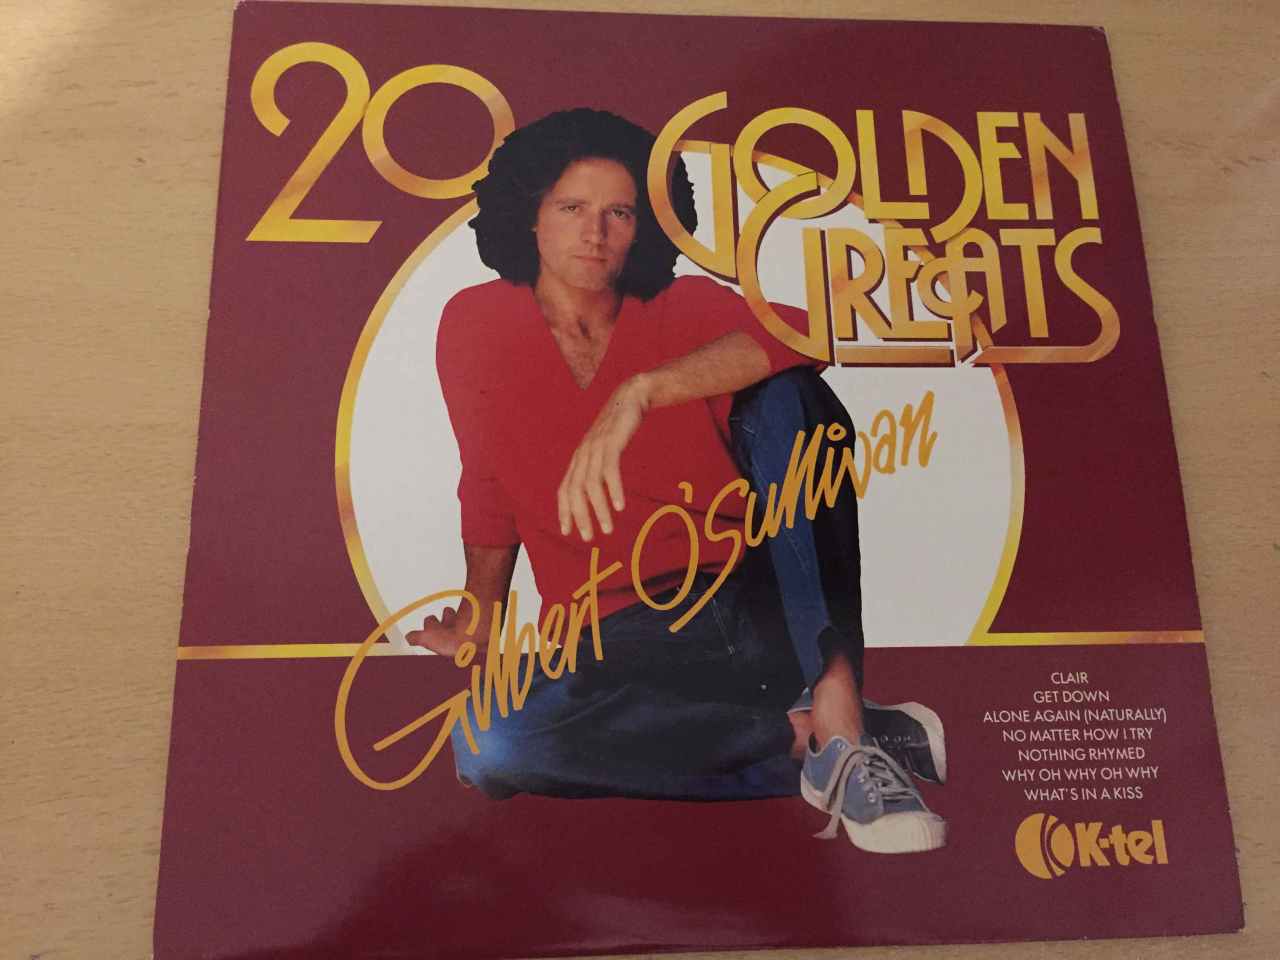 20 GOLDEN
GREATS
Gilbert O'Sullivan
CLAIR
GET DOWN
ALONE AGAIN (NATURALLY)
NO MATTER HOW I TRY
NOTHING RHYMED
WHY OH WHY OH WHY
WHAT'S IN A KISS
K-tel